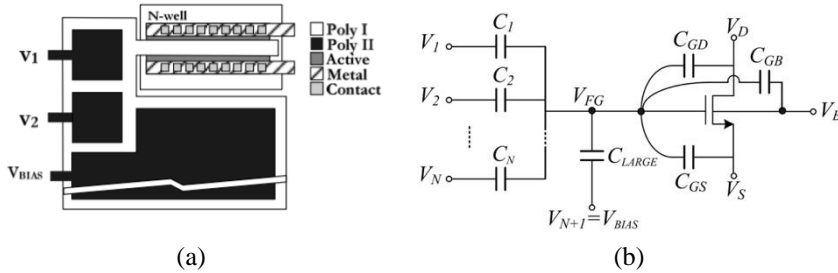 N-well
V1
V2
VBIAS
Poly I
Poly II
Active
Metal
Contact
(a)
V1
C1
V2
C2
VN
CN
VFG
CLARGE
VN+1=VBIAS
CGD
VD
CGB
CGS
VS
(b)